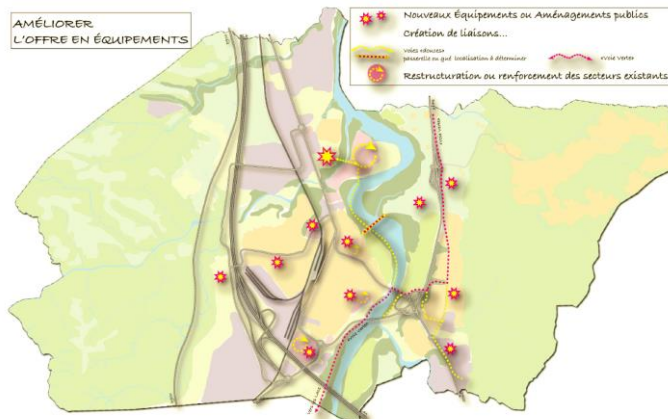 AMÉLIORER
L'OFFRE EN ÉQUIPEMENTS
Nouveaux Équipements ou Aménagements publics
Création de liaisons...
voies «douces»
passerelle ou gué localisation à déterminer
«Voie Verte»
Restructuration ou renforcement des secteurs existants